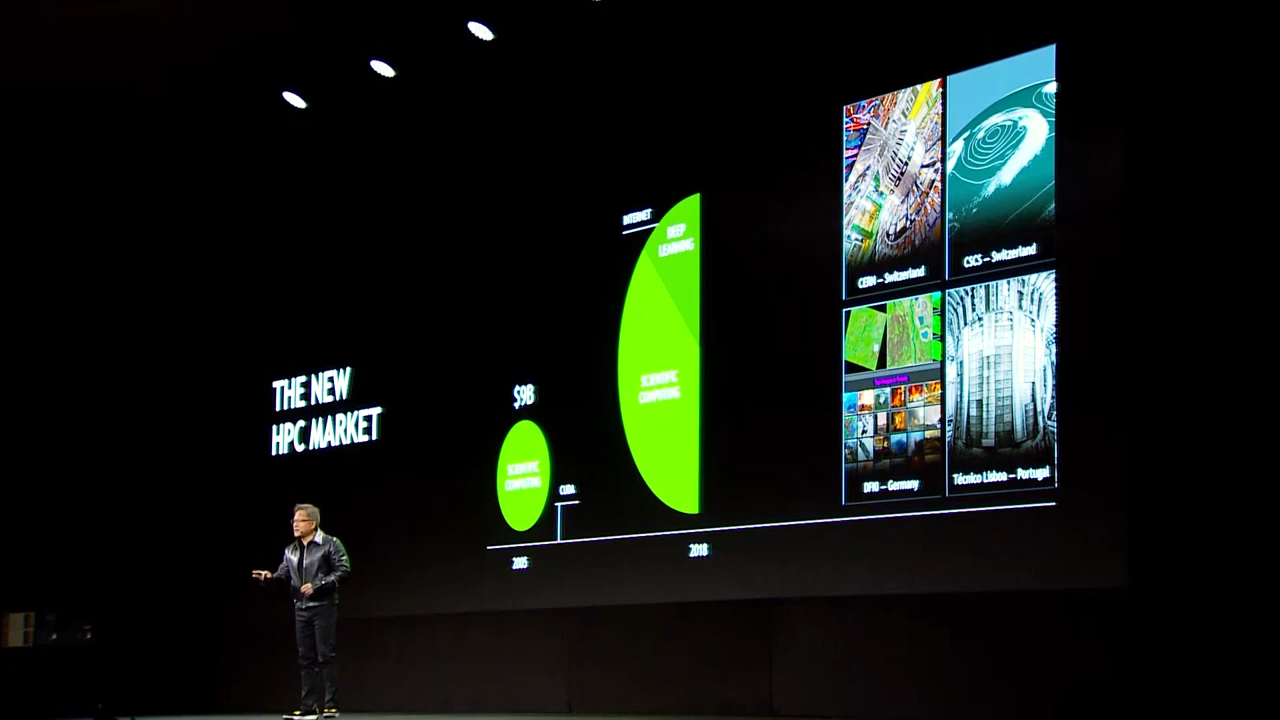 THE NEW
HPC MARKET
$9B
SCIENTIFIC
COMPUTING
CUDA
2005
INTERNET
DEEP
LEARNING
SCIENTIFIC
COMPUTING
2018
CERN – Switzerland
CSCS – Switzerland
DFKI – Germany
Técnico Lisboa – Portugal